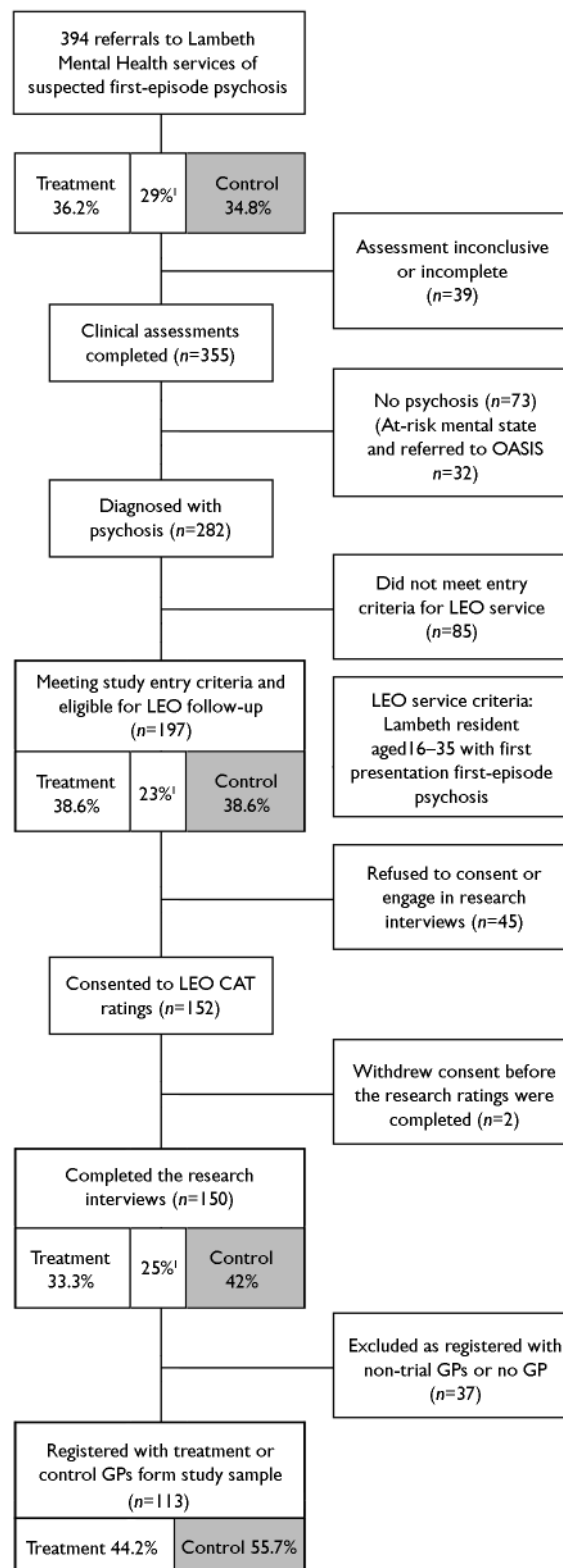 394 referrals to Lambeth
Mental Health services of
suspected first-episode psychosis
Treatment
36.2%
29%¹
Control
34.8%
Assessment inconclusive
or incomplete
(n=39)
Clinical assessments
completed (n=355)
No psychosis (n=73)
(At-risk mental state
and referred to OASIS
n=32)
Diagnosed with
psychosis (n=282)
Did not meet entry
criteria for LEO service
(n=85)
Meeting study entry criteria and
eligible for LEO follow-up
(n=197)
Treatment
38.6%
23%¹
Control
38.6%
LEO service criteria:
Lambeth resident
aged16–35 with first
presentation first-episode
psychosis
Refused to consent or
engage in research
interviews (n=45)
Consented to LEO CAT
ratings (n=152)
Withdrew consent before
the research ratings were
completed (n=2)
Completed the research
interviews (n=150)
Treatment
33.3%
25%¹
Control
42%
Excluded as registered with
non-trial GPs or no GP
(n=37)
Registered with treatment or
control GPs form study sample
(n=113)
Treatment 44.2%
Control 55.7%